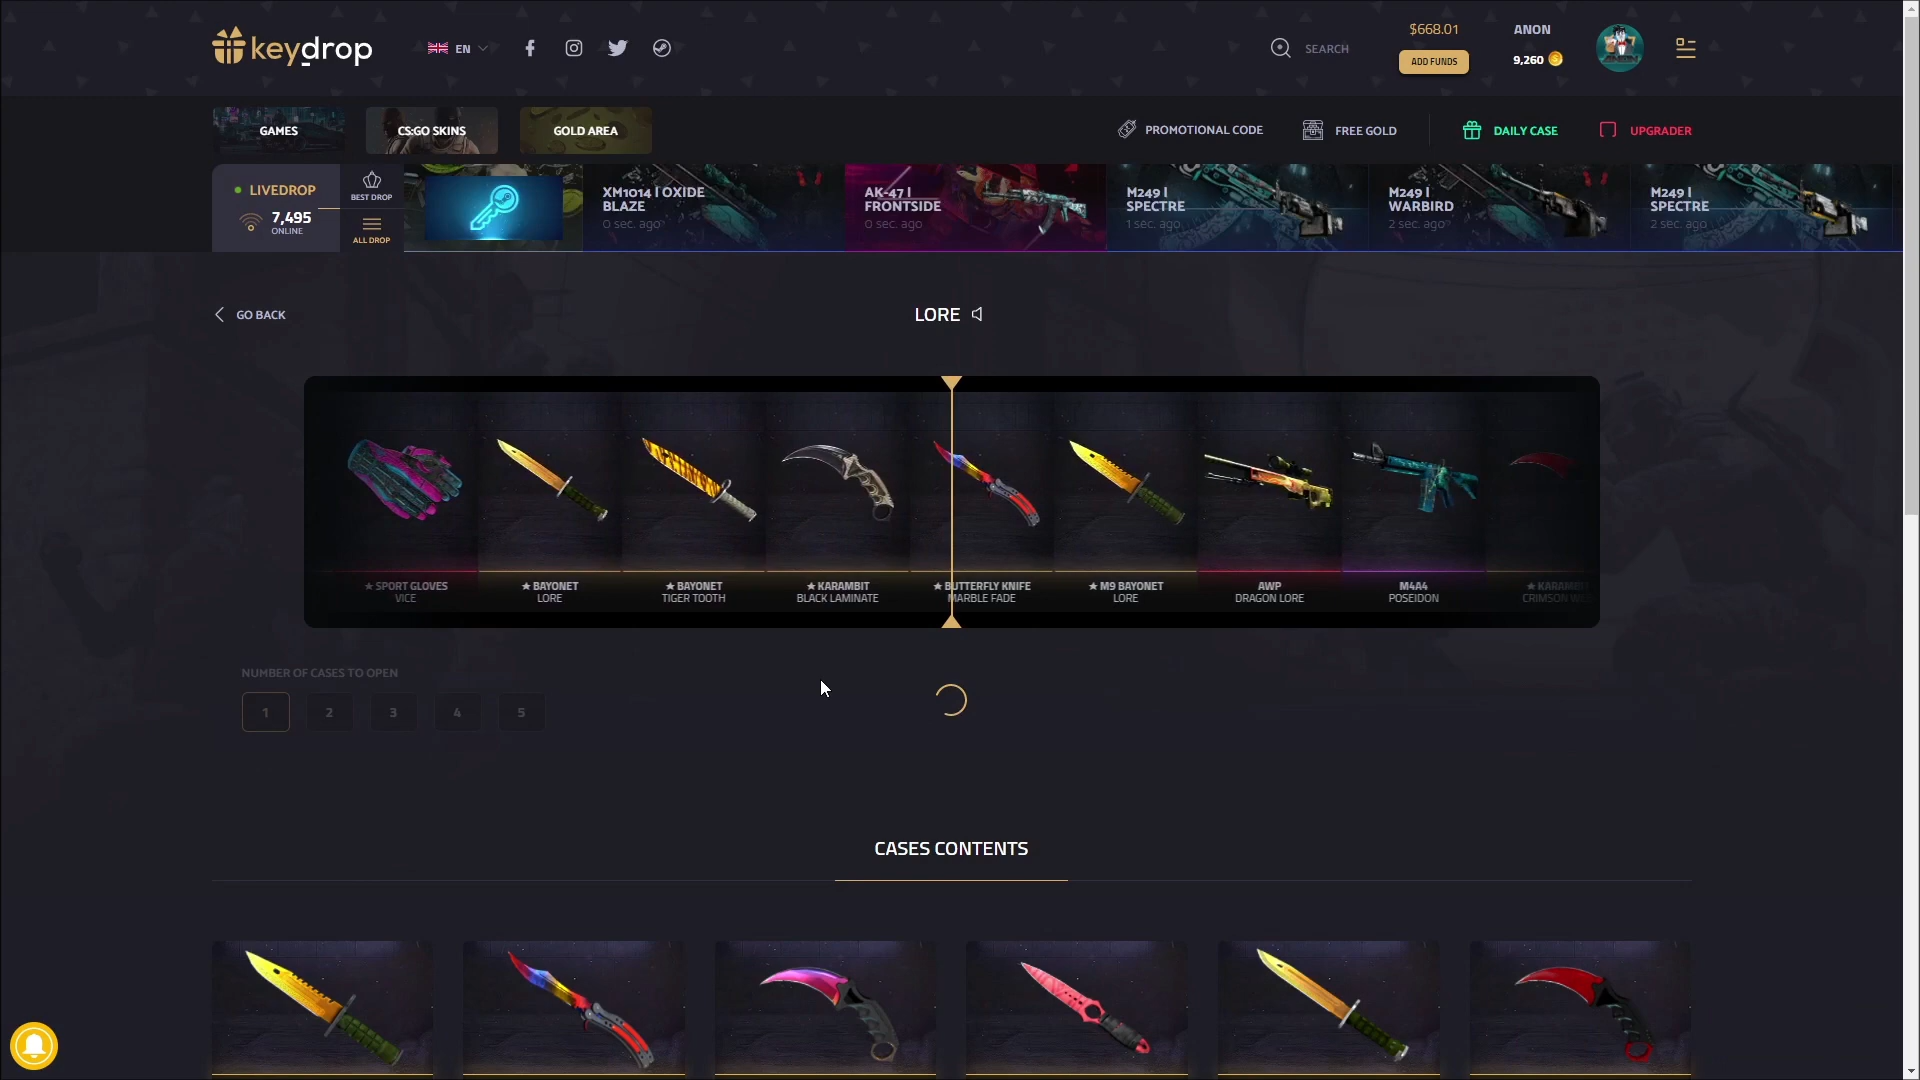 keydrop
EN
SEARCH
$668.01
ADD FUNDS
ANON
9,260
GAMES
CS:GO SKINS
GOLD AREA
PROMOTIONAL CODE
FREE GOLD
DAILY CASE
UPGRADER
LIVEDROP
7,495
ONLINE
BEST DROP
ALL DROP
XM1014 | OXIDE
BLAZE
0 sec. ago
AK-47 |
FRONTSIDE
0 sec. ago
M249 |
SPECTRE
1 sec. ago
M249 |
WARBIRD
2 sec. ago
M249 |
SPECTRE
2 sec. ago
GO BACK
LORE
★ SPORT GLOVES
VICE
★ BAYONET
LORE
★ BAYONET
TIGER TOOTH
★ KARAMBIT
BLACK LAMINATE
★ BUTTERFLY KNIFE
MARBLE FADE
★ M9 BAYONET
LORE
AWP
DRAGON LORE
M4A4
POSEIDON
★ KARAMBIT
CRIMSON
NUMBER OF CASES TO OPEN
1
2
3
4
5
CASES CONTENTS